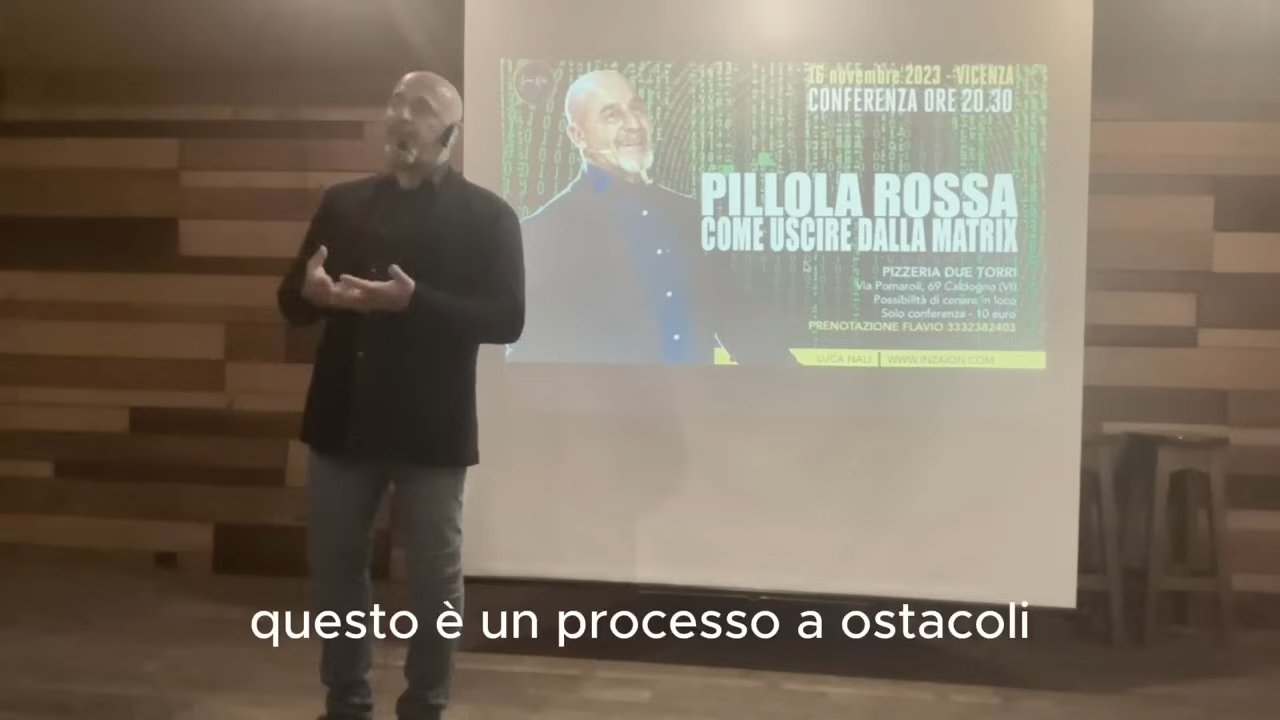 16 novembre 2023 - VICENZA
CONFERENZA ORE 20.30
PILLOLA ROSSA
COME USCIRE DALLA MATRIX
PIZZERIA DUE TORRI
Via Pomaroli, 69 Caldogno (VI)
Possibilità di cenare in loco
Solo conferenza - 10 euro
PRENOTAZIONE FLAVIO 3332382403
LUCA NALI | WWW.INZAION.COM
questo è un processo a ostacoli